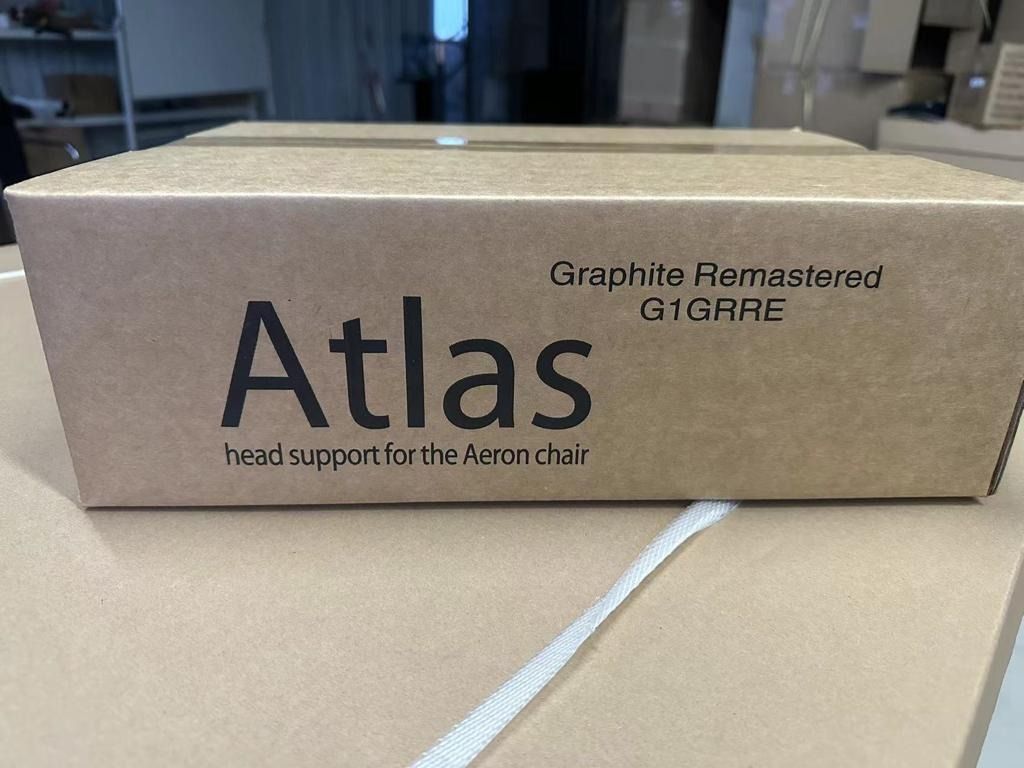 Graphite Remastered
G1GRRE
Atlas
head support for the Aeron chair